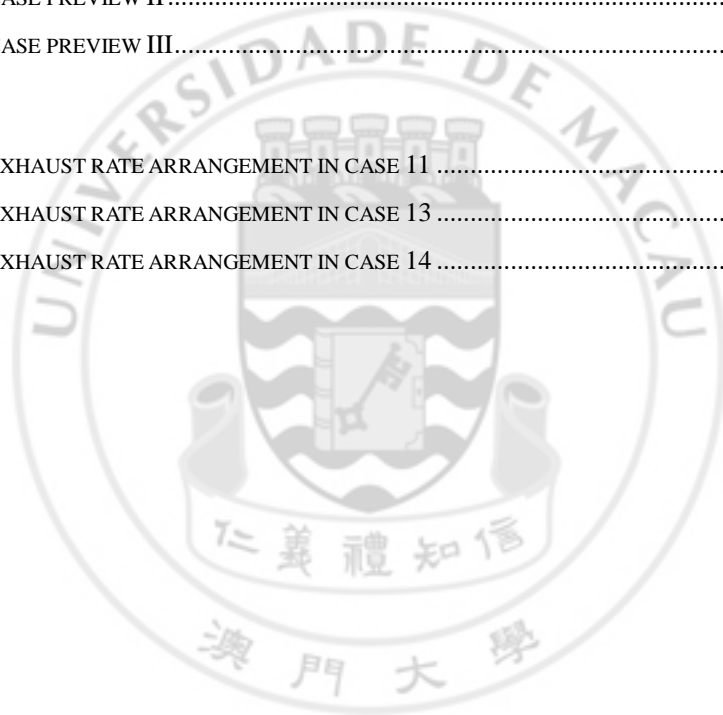 ASE PREVIEW II....................................................................................
ASE PREVIEW III...................................................................................
XHAUST RATE ARRANGEMENT IN CASE 11 ...........................................
XHAUST RATE ARRANGEMENT IN CASE 13 ...........................................
XHAUST RATE ARRANGEMENT IN CASE 14 ...........................................
UNIVERSIDADE DE MACAU
仁義禮知信
澳門大學